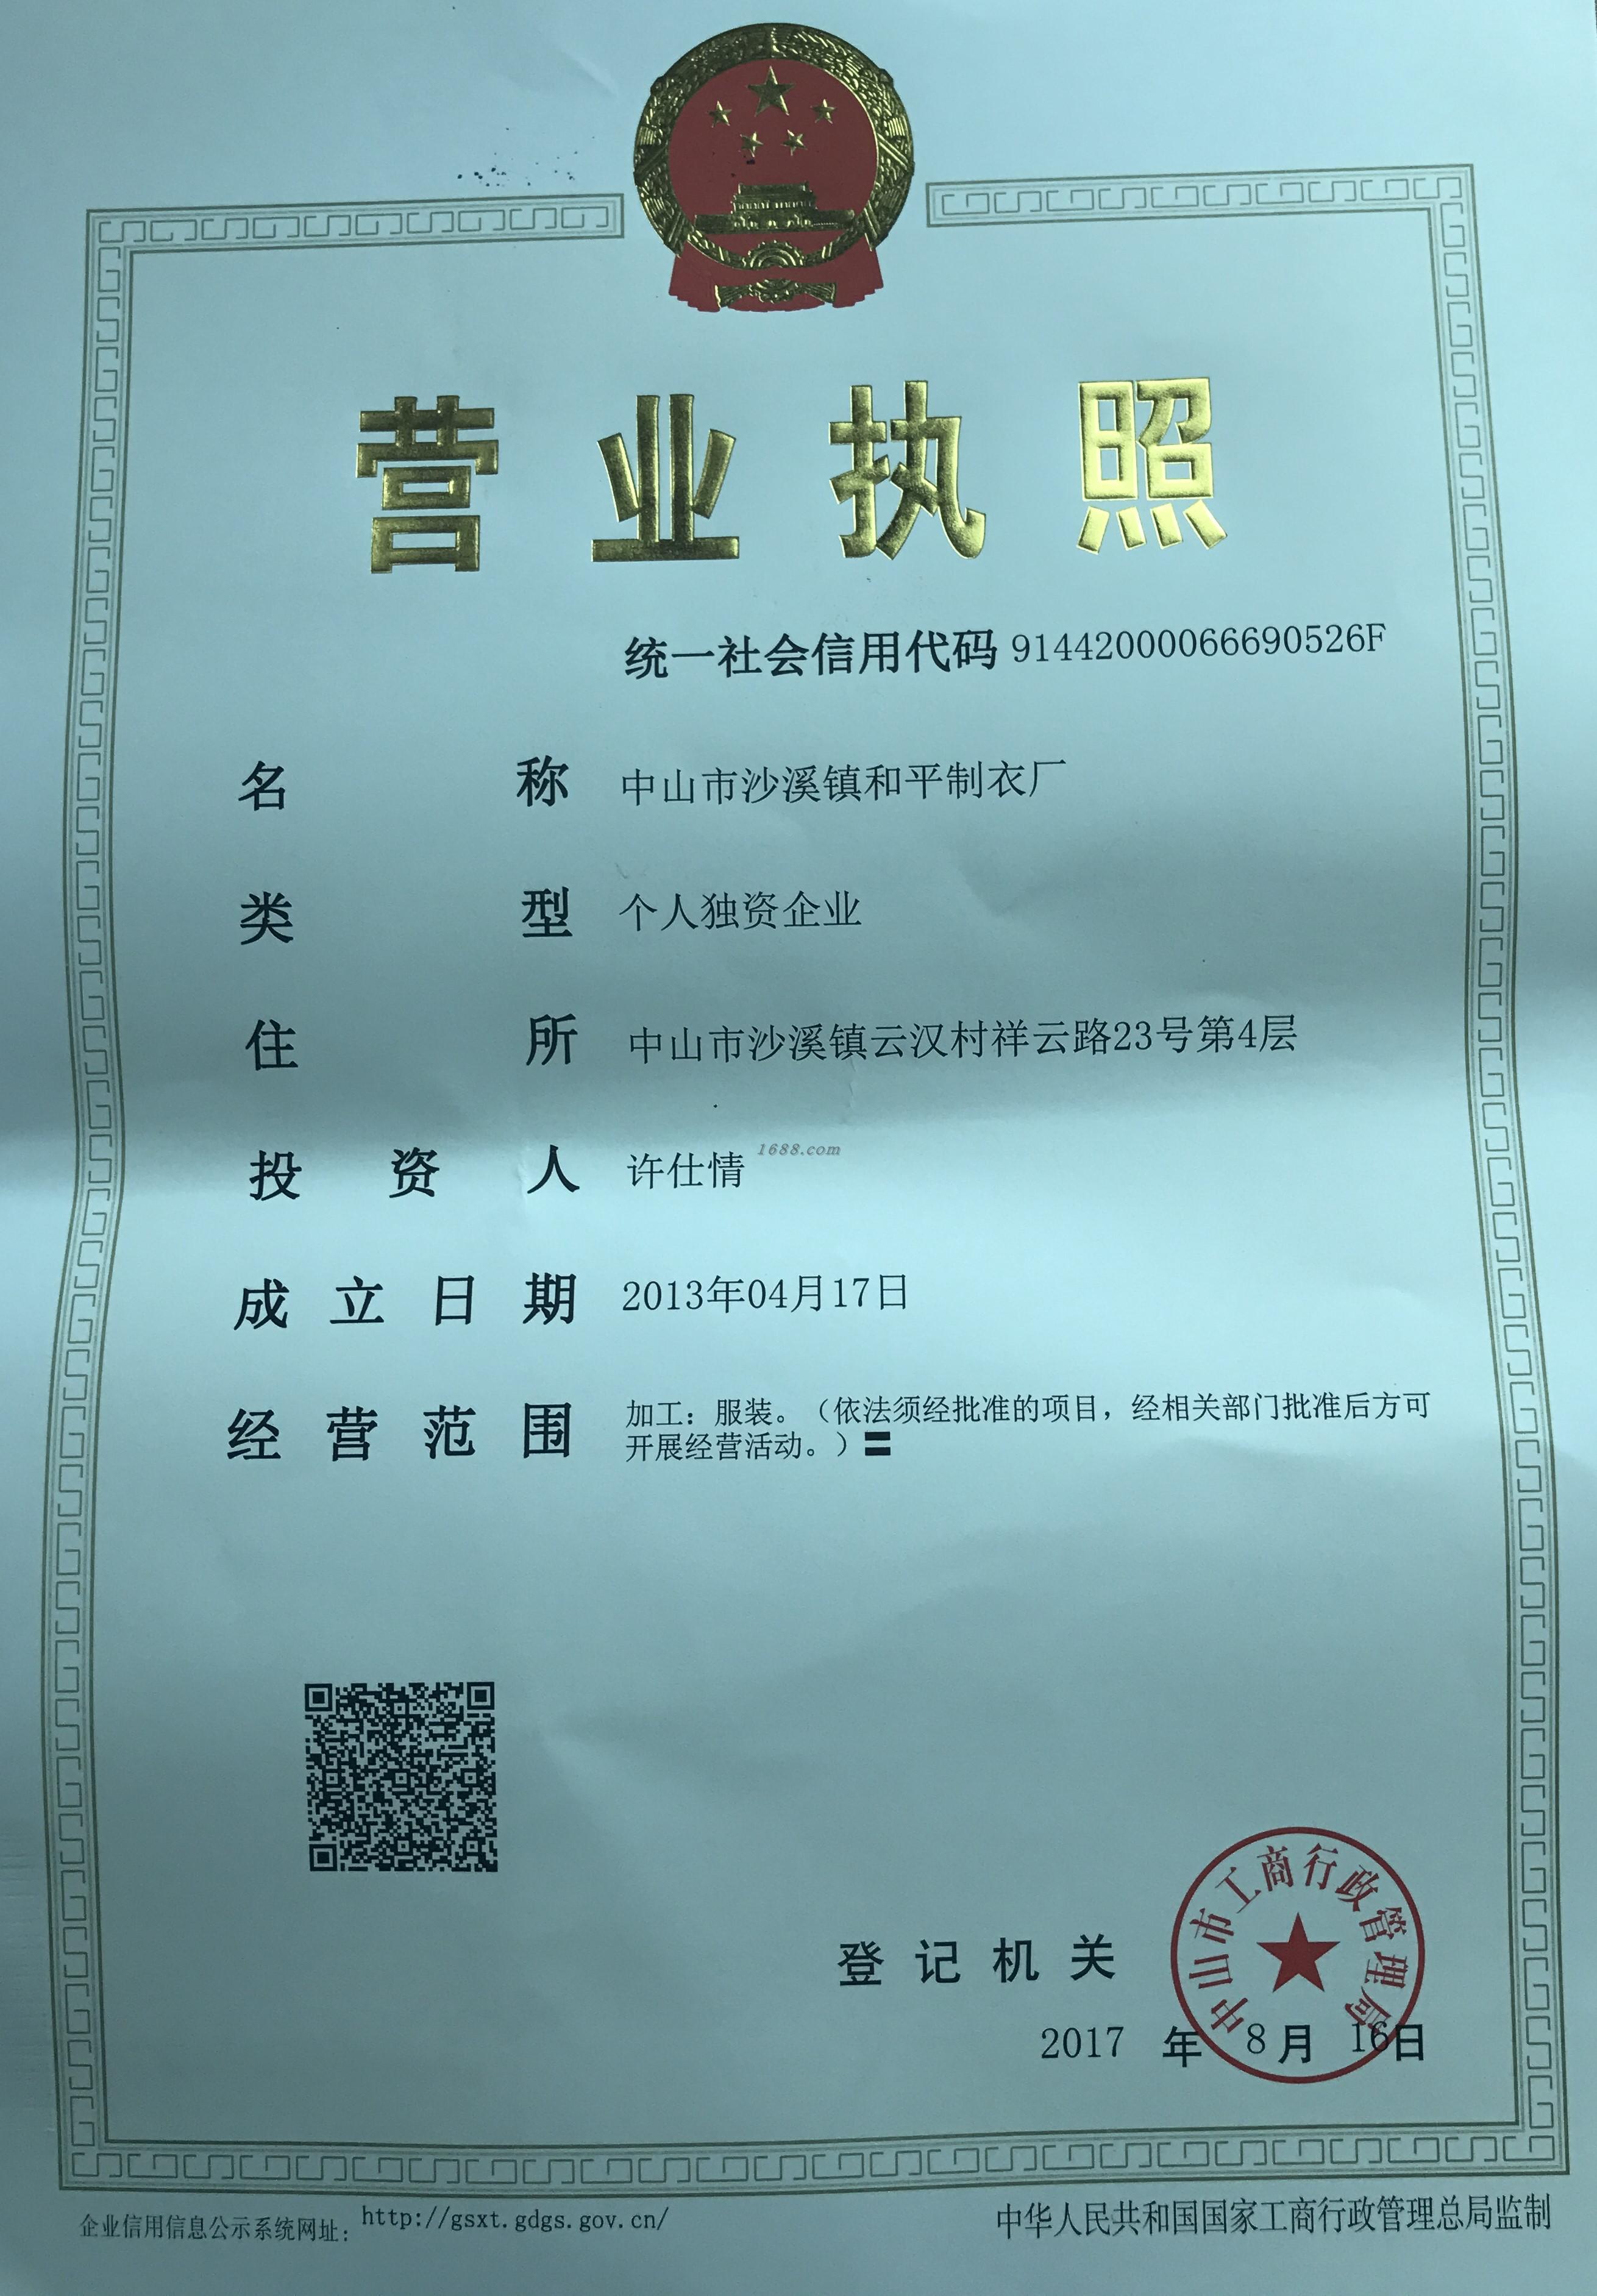 营业执照
统一社会信用代码 91442000066690526F
名称 中山市沙溪镇和平制衣厂
类型 个人独资企业
住所 中山市沙溪镇云汉村祥云路23号第4层
1688.com
投资人 许仕情
成立日期 2013年04月17日
经营范围 加工：服装。（依法须经批准的项目，经相关部门批准后方可
开展经营活动。）〓
中山市工商行政管理局
登记机关
2017 年 8 月 16 日
企业信用信息公示系统网址： http://gsxt.gdgs.gov.cn/
中华人民共和国国家工商行政管理总局监制